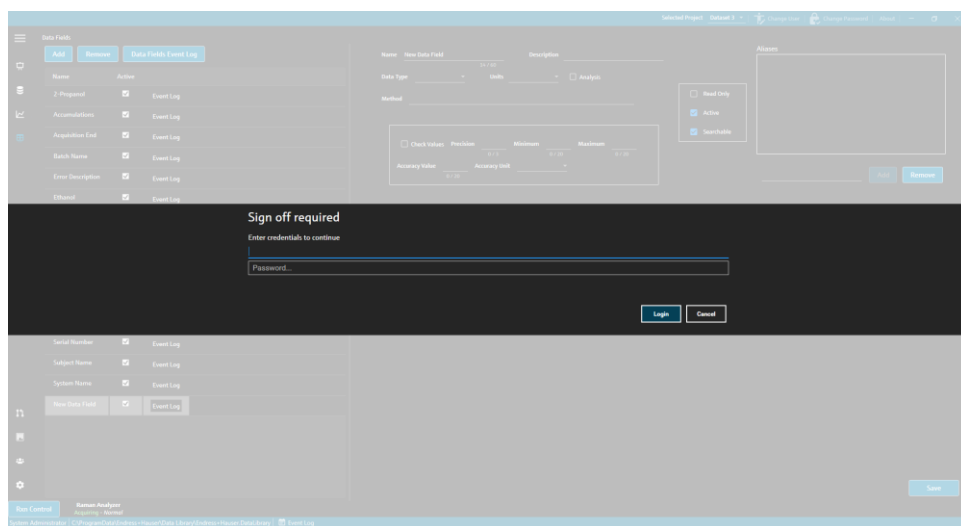 Selected Project Dataset 1 Change User Change Password About
Data Fields
Add Remove Data Fields Event Log
Name Active
2-Propanol Event Log
Accumulations Event Log
Acquisition End Event Log
Batch Name Event Log
Error Description Event Log
Ethanol Event Log
Name New Data Field Description
14 / 50
Data Type Units Analysis
Method
Check Values Precision Minimum Maximum
Accuracy Value Accuracy Unit
Read Only
Active
Searchable
Aliases
Add Remove
Sign off required
Enter credentials to continue
Password...
Login Cancel
Serial Number Event Log
Subject Name Event Log
System Name Event Log
New Data Field Event Log
Save
Run Control Raman Analyzer
Acquiring - Normal
System Administrator C:\ProgramData\Endress+Hauser\Data Library\Endress+Hauser.DataLibrary Event Log